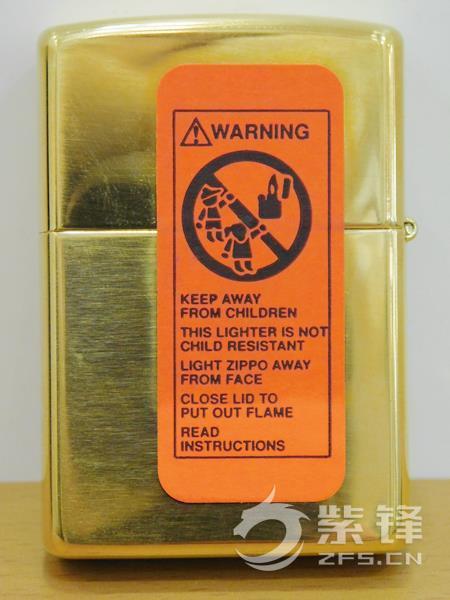 WARNING
KEEP AWAY
FROM CHILDREN
THIS LIGHTER IS NOT
CHILD RESISTANT
LIGHT ZIPPO AWAY
FROM FACE
CLOSE LID TO
PUT OUT FLAME
READ
INSTRUCTIONS
紫锋
ZFS.CN